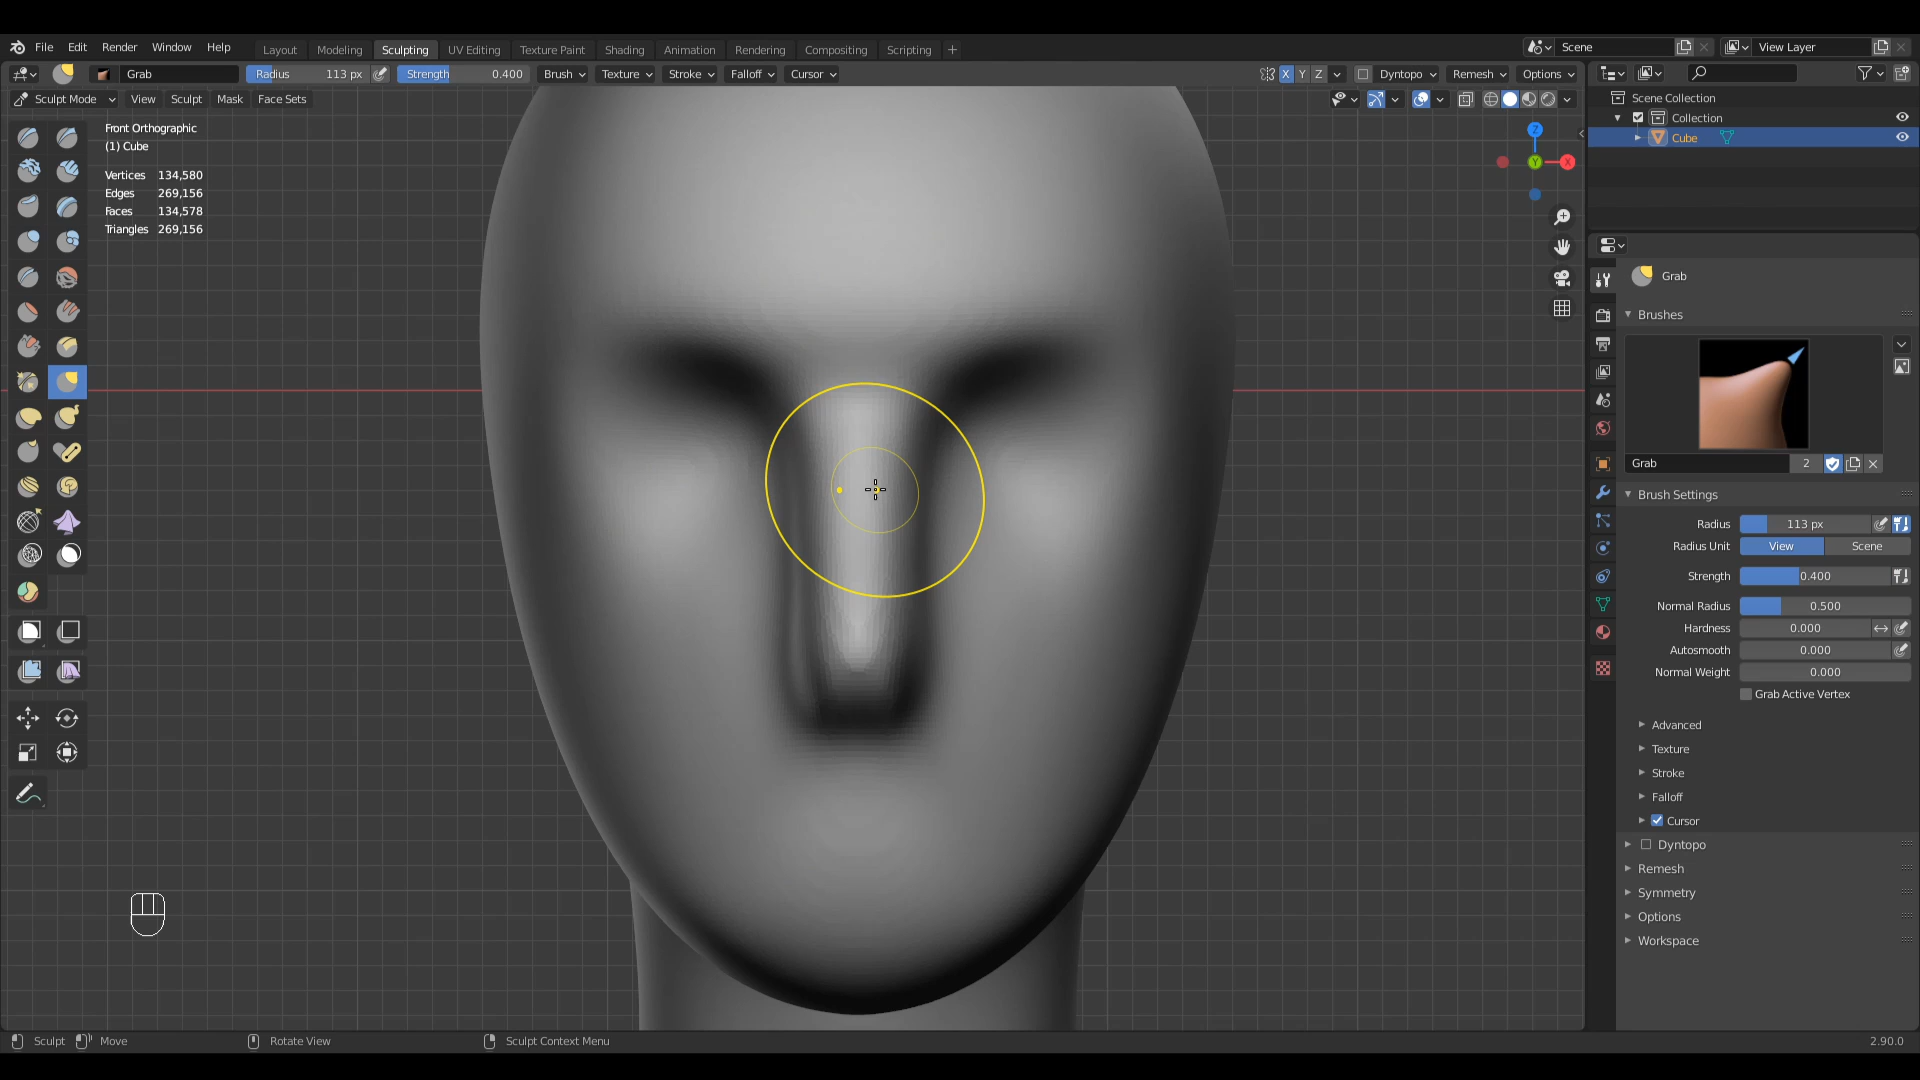 File Edit Render Window Help Layout Modeling Sculpting UV Editing Texture Paint Shading Animation Rendering Compositing Scripting + Scene View Layer
Grab Radius 113 px Strength 0.400 Brush Texture Stroke Falloff Cursor X Y Z Dyntopo Remesh Options
Sculpt Mode View Sculpt Mask Face Sets
Scene Collection
Collection
Cube
Front Orthographic
(1) Cube
Vertices 134,580
Edges 269,156
Faces 134,578
Triangles 269,156
Z
Y
X
Grab
Brushes
Grab 2
Brush Settings
Radius 113 px
Radius Unit View Scene
Strength 0.400
Normal Radius 0.500
Hardness 0.000
Autosmooth 0.000
Normal Weight 0.000
Grab Active Vertex
Advanced
Texture
Stroke
Falloff
Cursor
Dyntopo
Remesh
Symmetry
Options
Workspace
Sculpt Move Rotate View Sculpt Context Menu 2.90.0